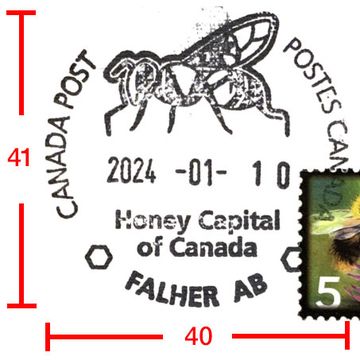 CANADA POST
POSTES CAN
2024 -01- 10
Honey Capital
of Canada
FALHER AB
5
41
40